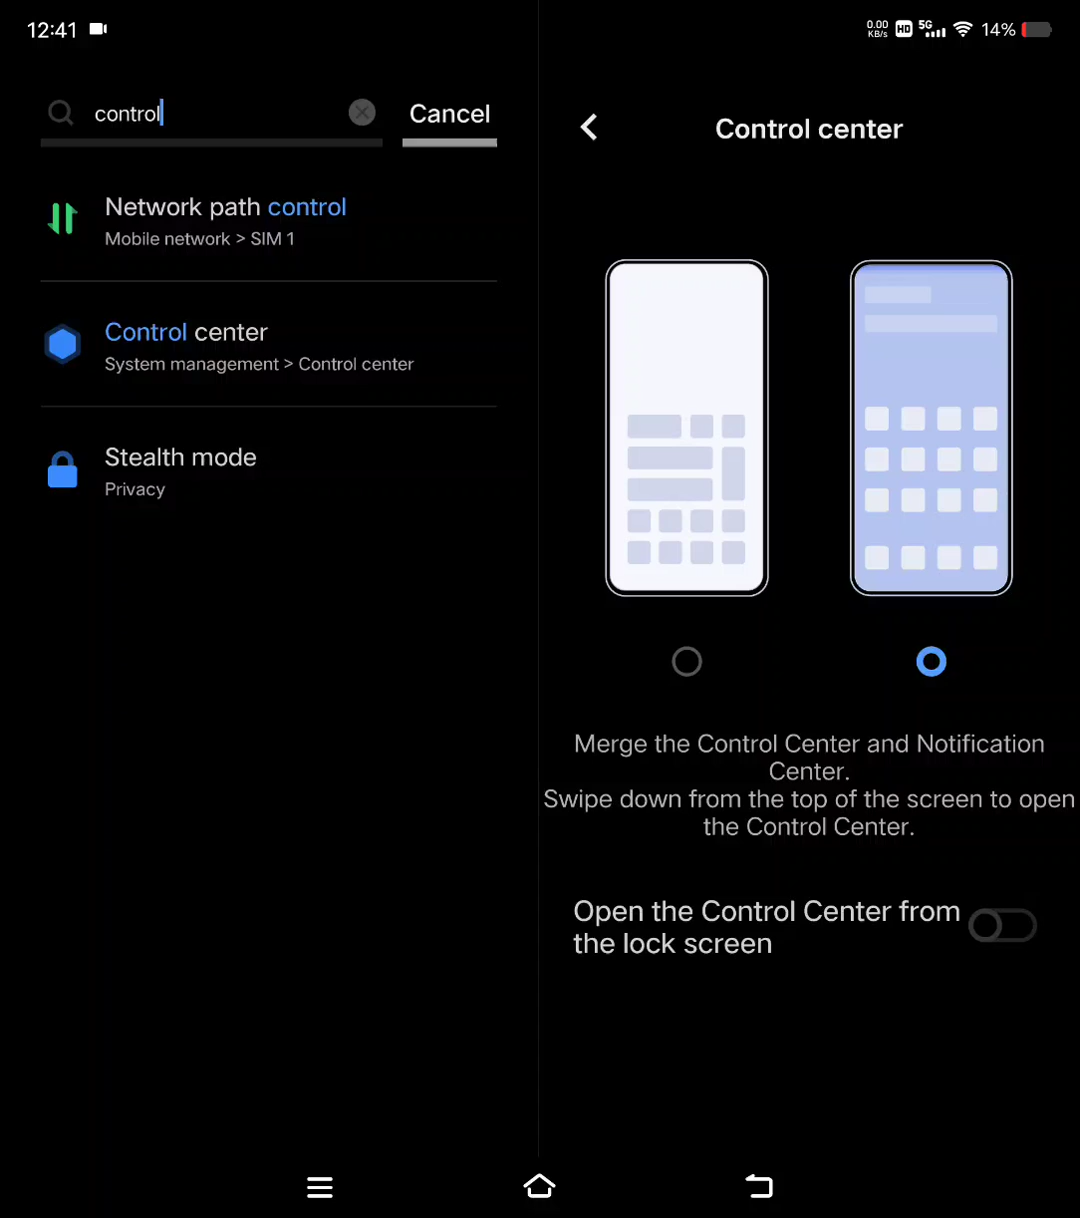 12:41
0.00
KB/s
HD
5G
14%
control
Cancel
Network path control
Mobile network > SIM 1
Control center
System management > Control center
Stealth mode
Privacy
Control center
Merge the Control Center and Notification
Center.
Swipe down from the top of the screen to open
the Control Center.
Open the Control Center from
the lock screen